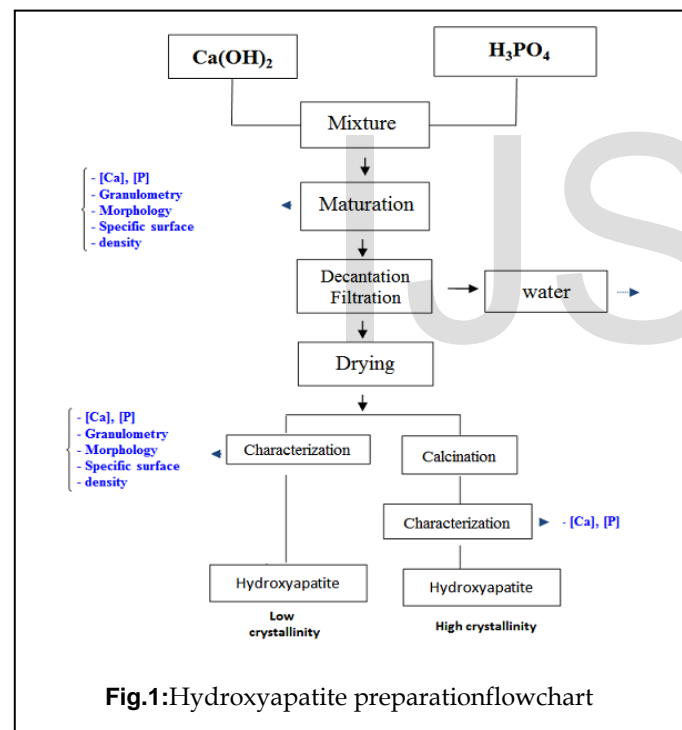 Ca(OH)2
H3PO4
Mixture
- [Ca], [P]
- Granulometry
- Morphology
- Specific surface
- density
Maturation
Decantation
Filtration
water
Drying
- [Ca], [P]
- Granulometry
- Morphology
- Specific surface
- density
Characterization
Calcination
Characterization
- [Ca], [P]
Hydroxyapatite
Hydroxyapatite
Low
crystallinity
High crystallinity
IJS
Fig.1:Hydroxyapatite preparationflowchart